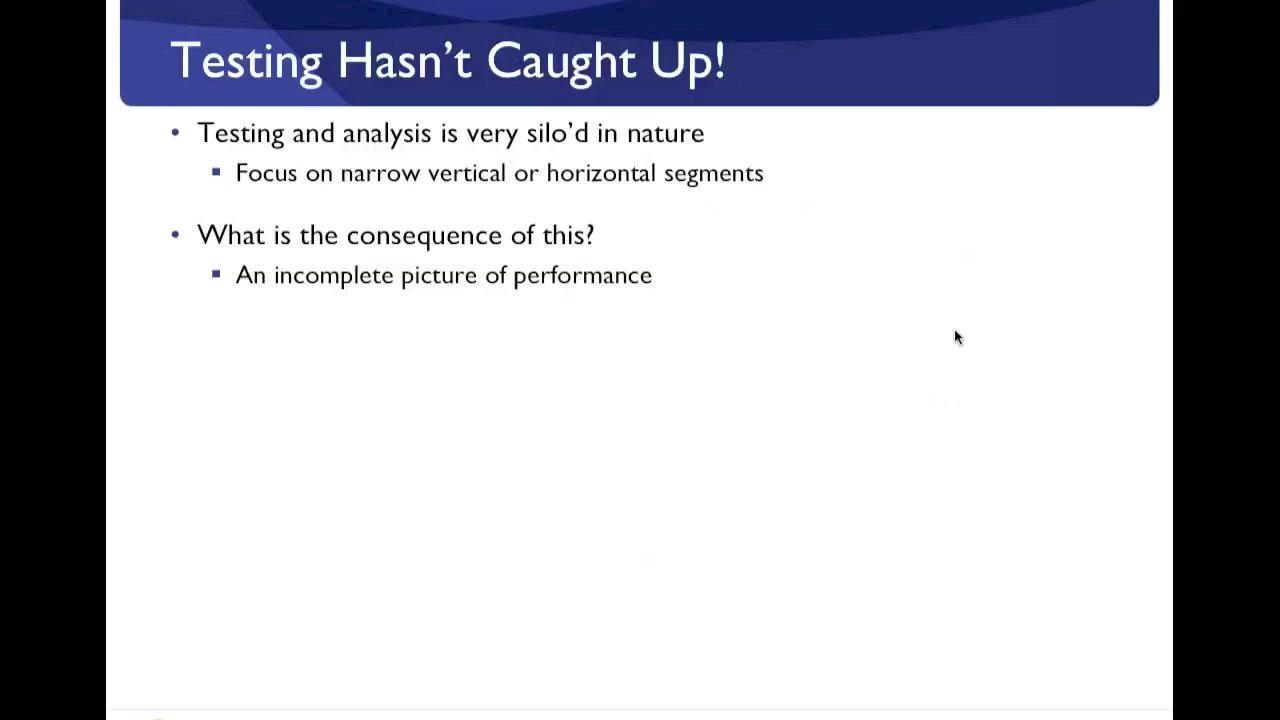 Testing Hasn’t Caught Up!
• Testing and analysis is very silo’d in nature
▪ Focus on narrow vertical or horizontal segments
• What is the consequence of this?
▪ An incomplete picture of performance